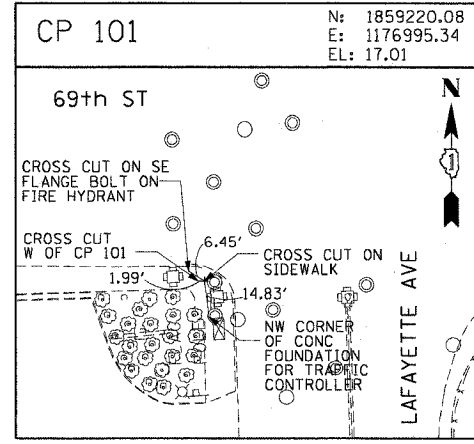 CP 101
N: 1859220.08
E: 1176995.34
EL: 17.01
69th ST
N
1
CROSS CUT ON SE
FLANGE BOLT ON
FIRE HYDRANT
CROSS CUT
W OF CP 101
6.45'
1.99'
CROSS CUT ON
SIDEWALK
14.83'
NW CORNER
OF CONC
FOUNDATION
FOR TRAFFIC
CONTROLLER
LAFAYETTE AVE